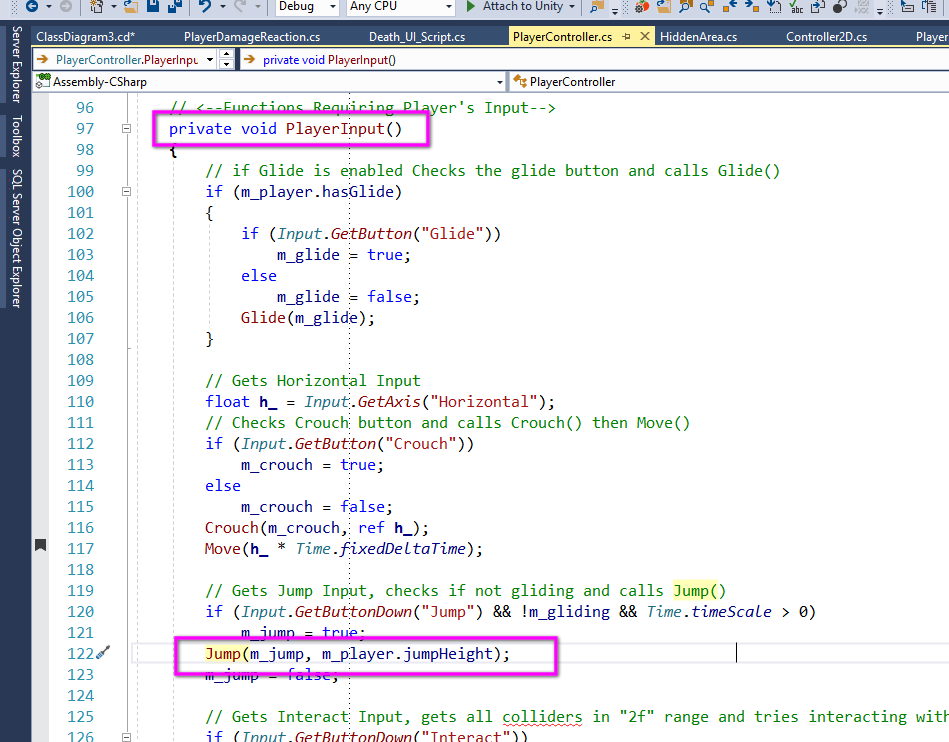 Debug Any CPU Attach to Unity
ClassDiagram3.cd* PlayerDamageReaction.cs Death_UI_Script.cs PlayerController.cs HiddenArea.cs Controller2D.cs Player
PlayerController.PlayerInpu private void PlayerInput()
Assembly-CSharp PlayerController
Server Explorer
Toolbox
SQL Server Object Explorer
96 // <--Functions Requiring Player's Input-->
97 private void PlayerInput()
98 {
99 // if Glide is enabled Checks the glide button and calls Glide()
100 if (m_player.hasGlide)
101 {
102 if (Input.GetButton("Glide"))
103 m_glide = true;
104 else
105 m_glide = false;
106 Glide(m_glide);
107 }
108
109 // Gets Horizontal Input
110 float h_ = Input.GetAxis("Horizontal");
111 // Checks Crouch button and calls Crouch() then Move()
112 if (Input.GetButton("Crouch"))
113 m_crouch = true;
114 else
115 m_crouch = false;
116 Crouch(m_crouch, ref h_);
117 Move(h_ * Time.fixedDeltaTime);
118
119 // Gets Jump Input, checks if not gliding and calls Jump()
120 if (Input.GetButtonDown("Jump") && !m_gliding && Time.timeScale > 0)
121 m_jump = true;
122 Jump(m_jump, m_player.jumpHeight);
123 m_jump = false;
124
125 // Gets Interact Input, gets all colliders in "2f" range and tries interacting with
126 if (Input.GetButtonDown("Interact"))